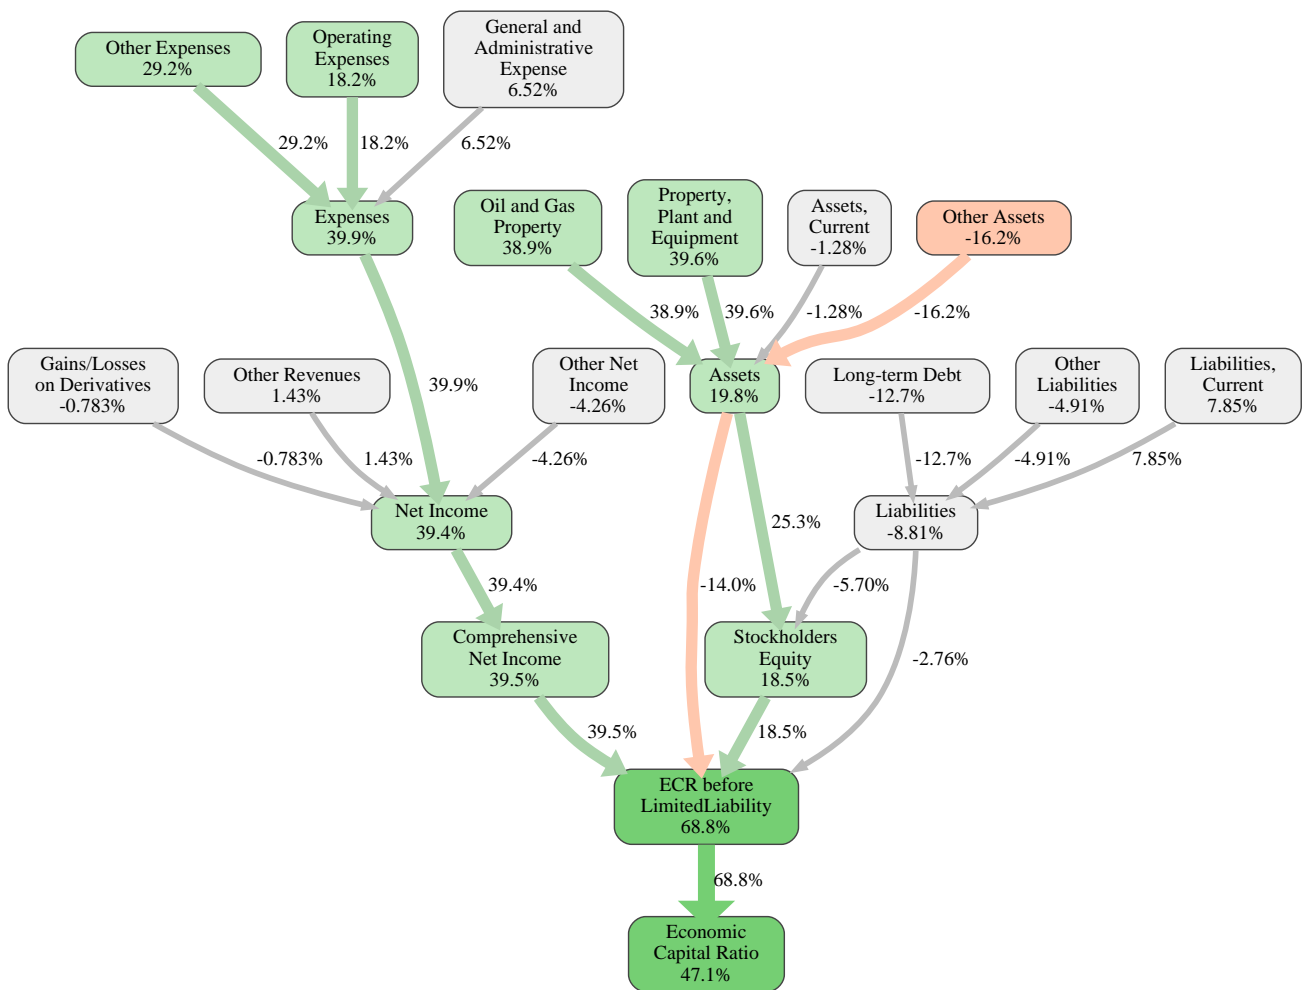 Other Expenses
29.2%
Operating
Expenses
18.2%
General and
Administrative
Expense
6.52%
29.2%
18.2%
6.52%
Expenses
39.9%
Oil and Gas
Property
38.9%
Property,
Plant and
Equipment
39.6%
Assets,
Current
-1.28%
Other Assets
-16.2%
38.9%
39.6%
-1.28%
-16.2%
Gains/Losses
on Derivatives
-0.783%
Other Revenues
1.43%
39.9%
Other Net
Income
-4.26%
Assets
19.8%
Long-term Debt
-12.7%
Other
Liabilities
-4.91%
Liabilities,
Current
7.85%
-0.783%
1.43%
-4.26%
-12.7%
-4.91%
7.85%
Net Income
39.4%
25.3%
Liabilities
-8.81%
39.4%
-14.0%
-5.70%
Comprehensive
Net Income
39.5%
Stockholders
Equity
18.5%
-2.76%
39.5%
18.5%
ECR before
LimitedLiability
68.8%
68.8%
Economic
Capital Ratio
47.1%